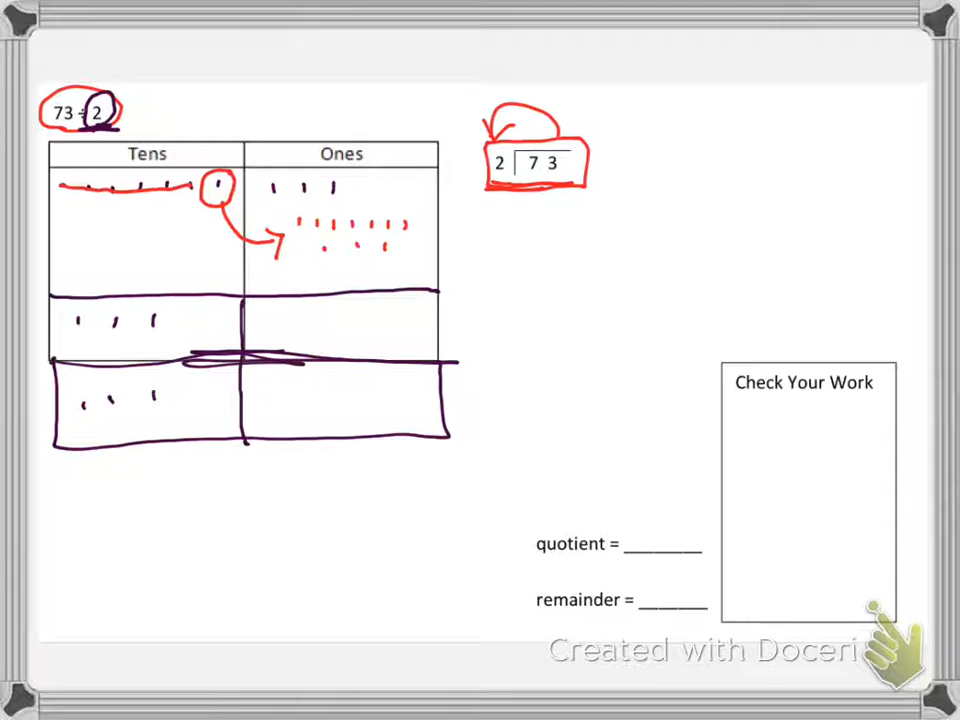 73 ÷ 2
Tens Ones
2 7 3
Check Your Work
quotient = ________
remainder = _______
Created with Doceri